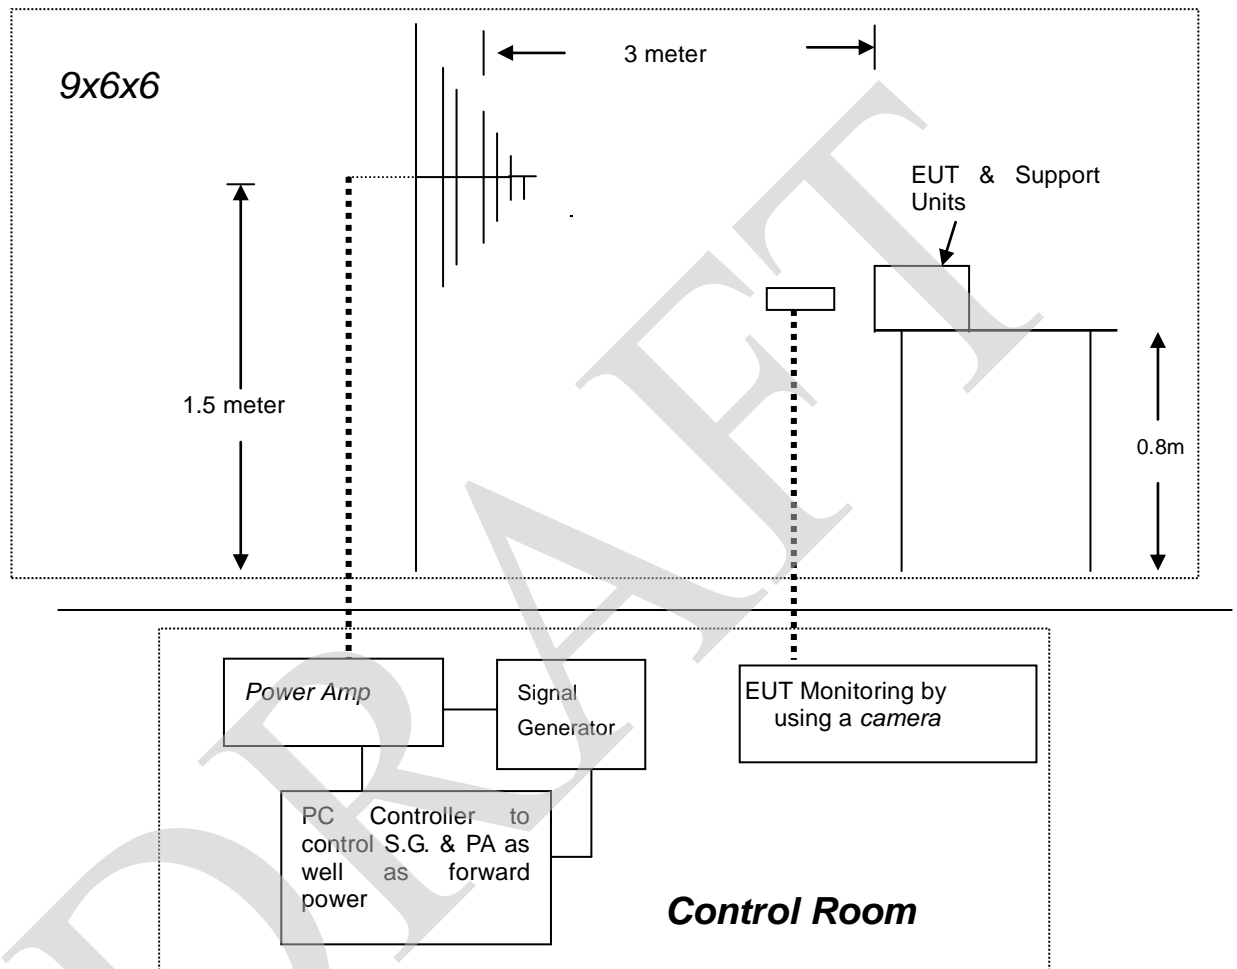 3 meter
9x6x6
EUT & Support
Units
1.5 meter
0.8m
Power Amp
Signal
Generator
EUT Monitoring by
using a camera
PC Controller to
control S.G. & PA as
well as forward
power
Control Room
DRAFT